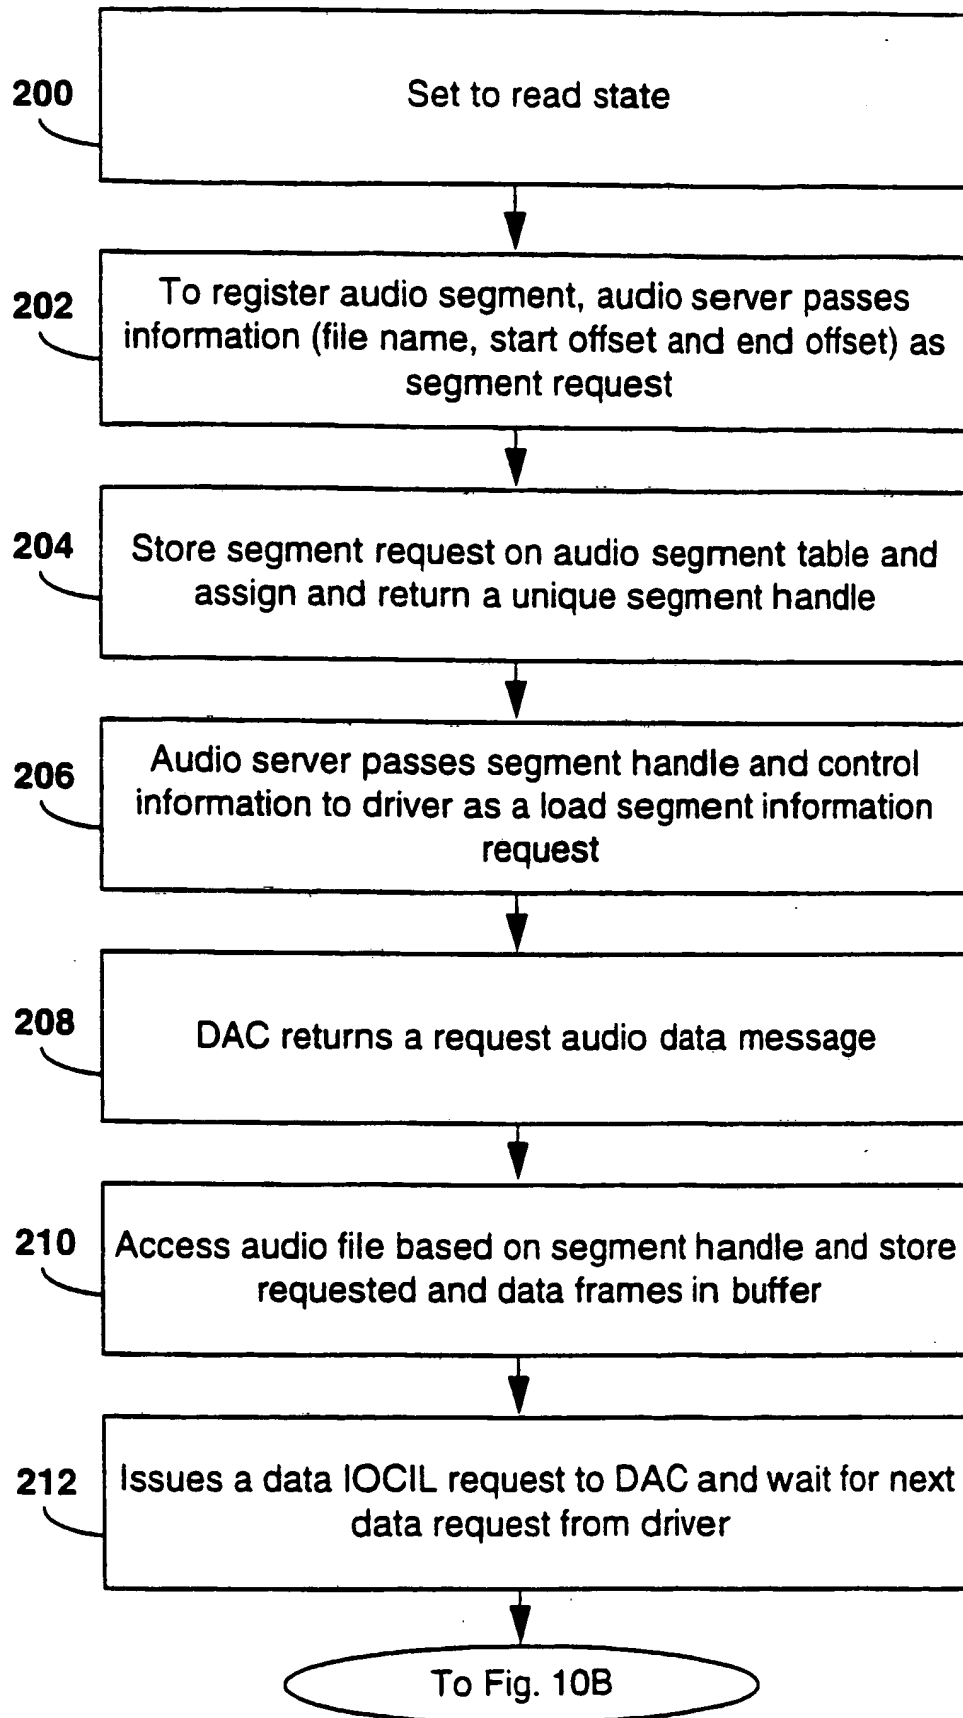 200
Set to read state
202
To register audio segment, audio server passes
information (file name, start offset and end offset) as
segment request
204
Store segment request on audio segment table and
assign and return a unique segment handle
206
Audio server passes segment handle and control
information to driver as a load segment information
request
208
DAC returns a request audio data message
210
Access audio file based on segment handle and store
requested and data frames in buffer
212
Issues a data IOCIL request to DAC and wait for next
data request from driver
To Fig. 10B